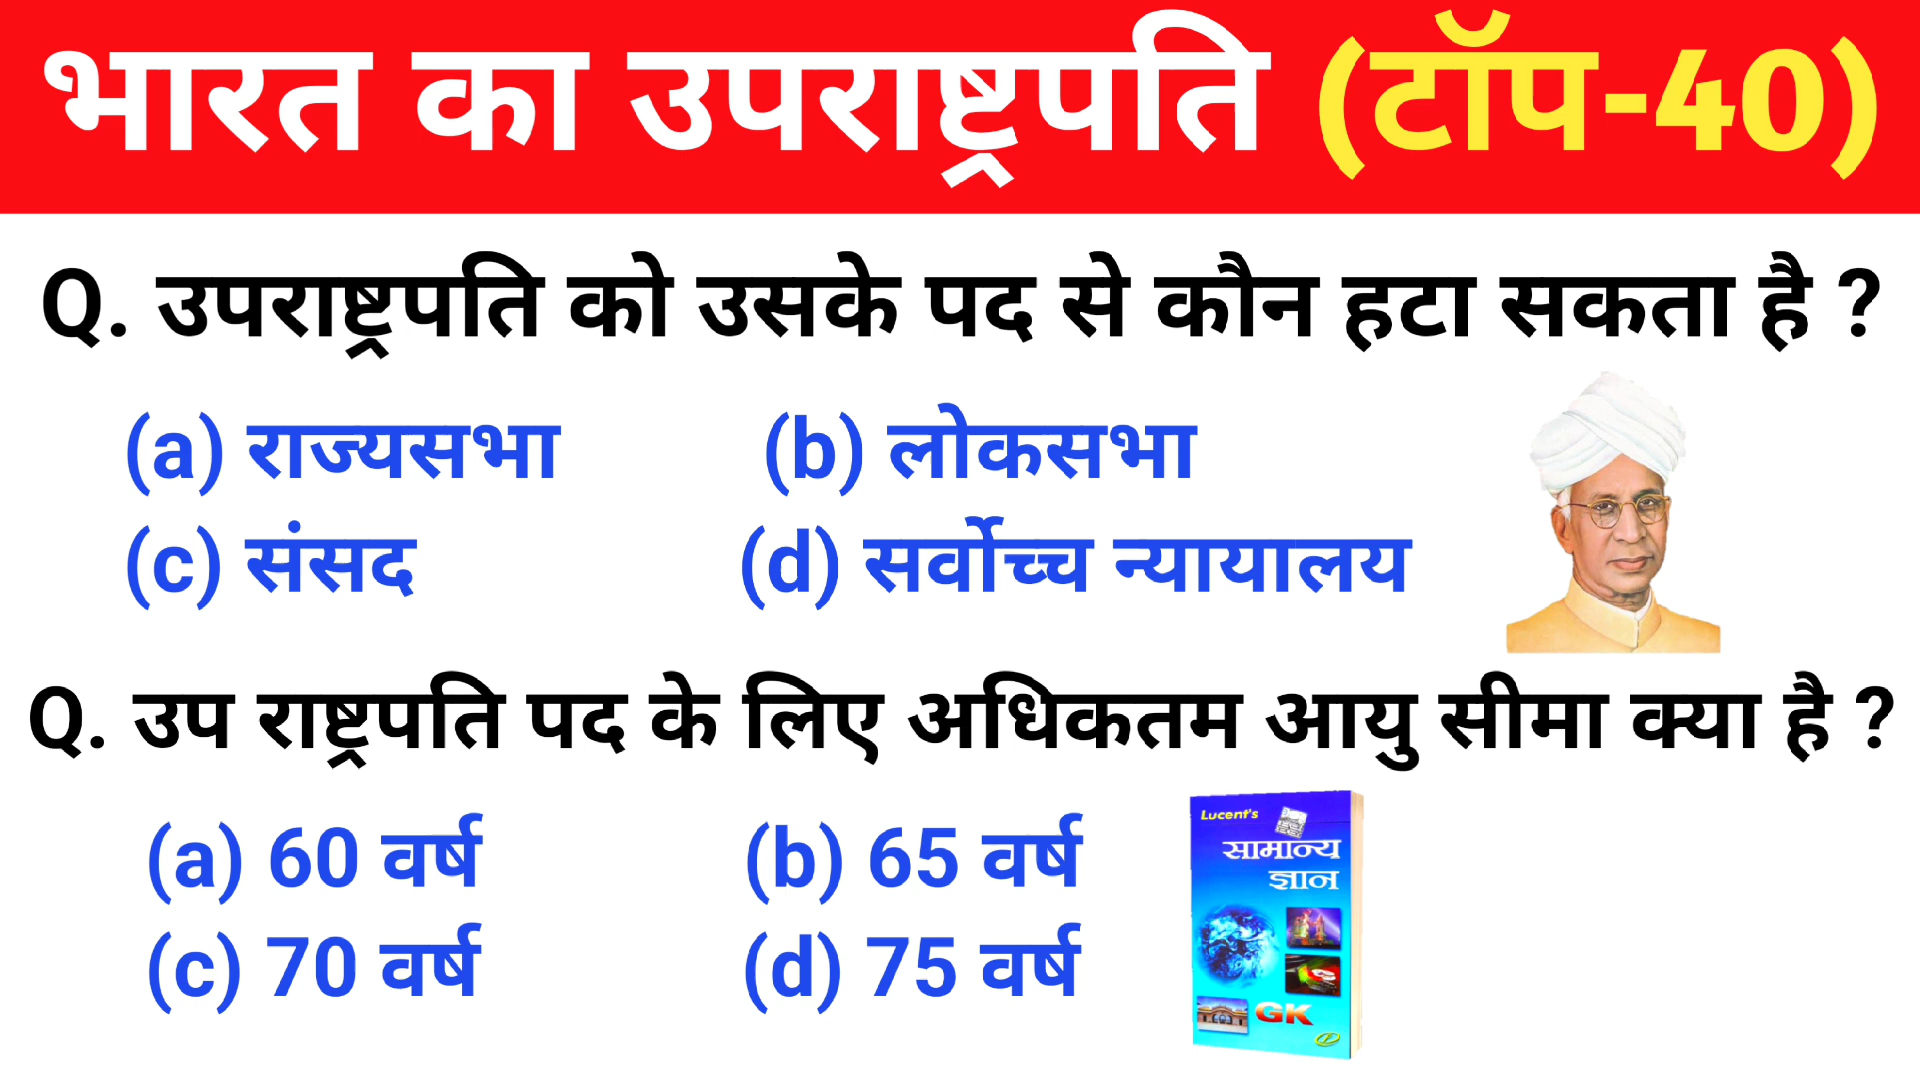 भारत का उपराष्ट्रपति (टॉप-40)
Q. उपराष्ट्रपति को उसके पद से कौन हटा सकता है ?
(a) राज्यसभा (b) लोकसभा
(c) संसद (d) सर्वोच्च न्यायालय
Q. उप राष्ट्रपति पद के लिए अधिकतम आयु सीमा क्या है ?
(a) 60 वर्ष (b) 65 वर्ष
(c) 70 वर्ष (d) 75 वर्ष
Lucent's
सामान्य
ज्ञान
GK